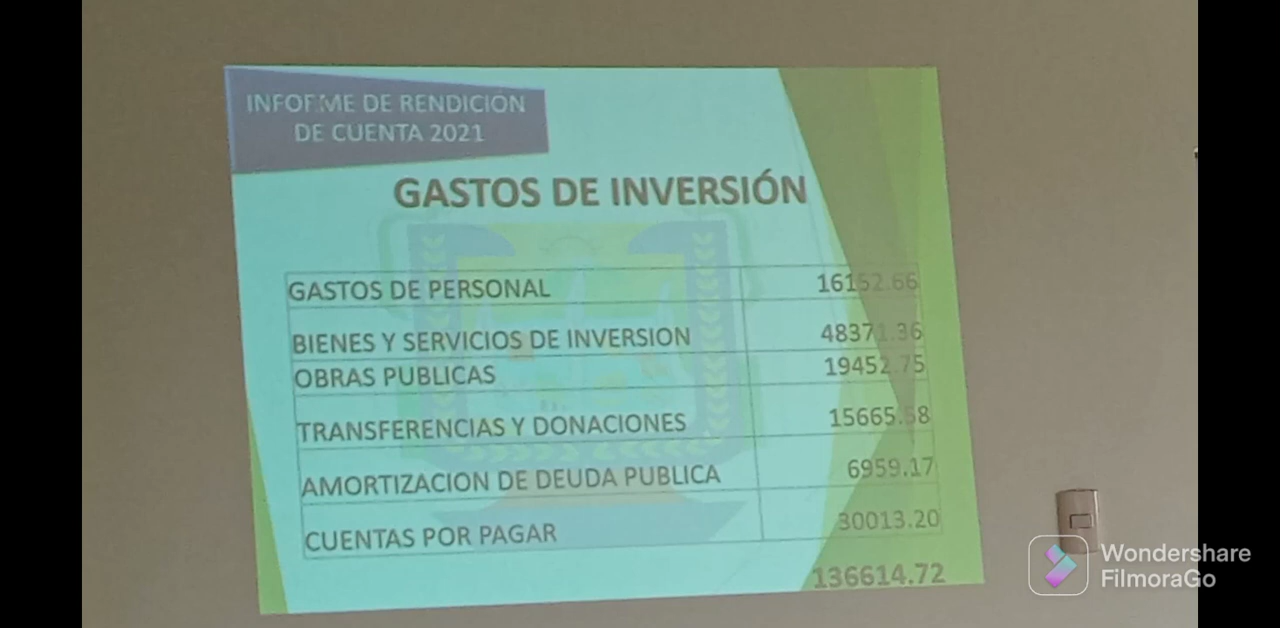 INFORME DE RENDICIÓN
DE CUENTA 2021
GASTOS DE INVERSIÓN
GASTOS DE PERSONAL 16152.66
BIENES Y SERVICIOS DE INVERSION 48371.36
OBRAS PUBLICAS 19452.75
TRANSFERENCIAS Y DONACIONES 15665.58
AMORTIZACION DE DEUDA PUBLICA 6959.17
CUENTAS POR PAGAR 30013.20
136614.72
Wondershare
FilmoraGo